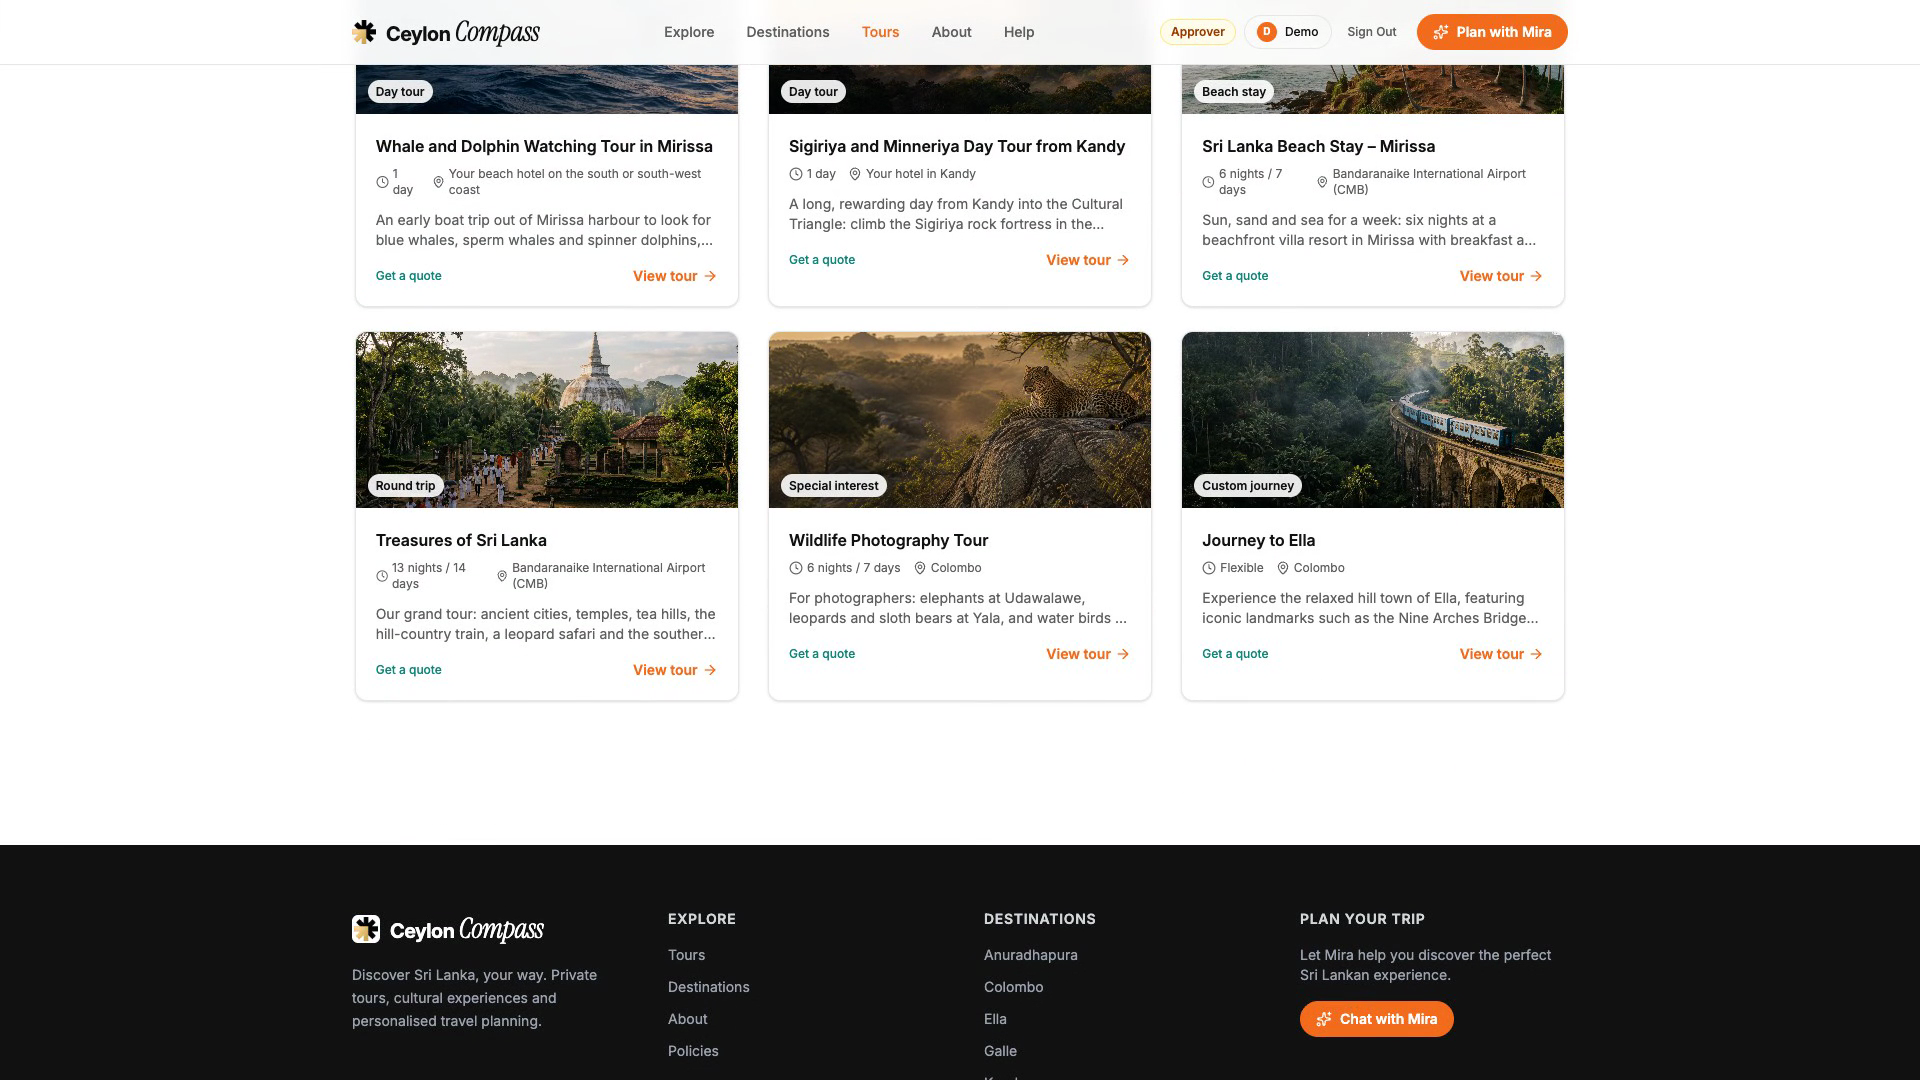 Ceylon Compass
Explore
Destinations
Tours
About
Help
Approver
D
Demo
Sign Out
Plan with Mira
Day tour
Whale and Dolphin Watching Tour in Mirissa
1
day
Your beach hotel on the south or south-west
coast
An early boat trip out of Mirissa harbour to look for
blue whales, sperm whales and spinner dolphins,...
Get a quote
View tour
Day tour
Sigiriya and Minneriya Day Tour from Kandy
1 day
Your hotel in Kandy
A long, rewarding day from Kandy into the Cultural
Triangle: climb the Sigiriya rock fortress in the...
Get a quote
View tour
Beach stay
Sri Lanka Beach Stay – Mirissa
6 nights / 7
days
Bandaranaike International Airport
(CMB)
Sun, sand and sea for a week: six nights at a
beachfront villa resort in Mirissa with breakfast a...
Get a quote
View tour
Round trip
Treasures of Sri Lanka
13 nights / 14
days
Bandaranaike International Airport
(CMB)
Our grand tour: ancient cities, temples, tea hills, the
hill-country train, a leopard safari and the souther...
Get a quote
View tour
Special interest
Wildlife Photography Tour
6 nights / 7 days
Colombo
For photographers: elephants at Udawalawe,
leopards and sloth bears at Yala, and water birds ...
Get a quote
View tour
Custom journey
Journey to Ella
Flexible
Colombo
Experience the relaxed hill town of Ella, featuring
iconic landmarks such as the Nine Arches Bridge...
Get a quote
View tour
Ceylon Compass
Discover Sri Lanka, your way. Private
tours, cultural experiences and
personalised travel planning.
EXPLORE
Tours
Destinations
About
Policies
DESTINATIONS
Anuradhapura
Colombo
Ella
Galle
PLAN YOUR TRIP
Let Mira help you discover the perfect
Sri Lankan experience.
Chat with Mira